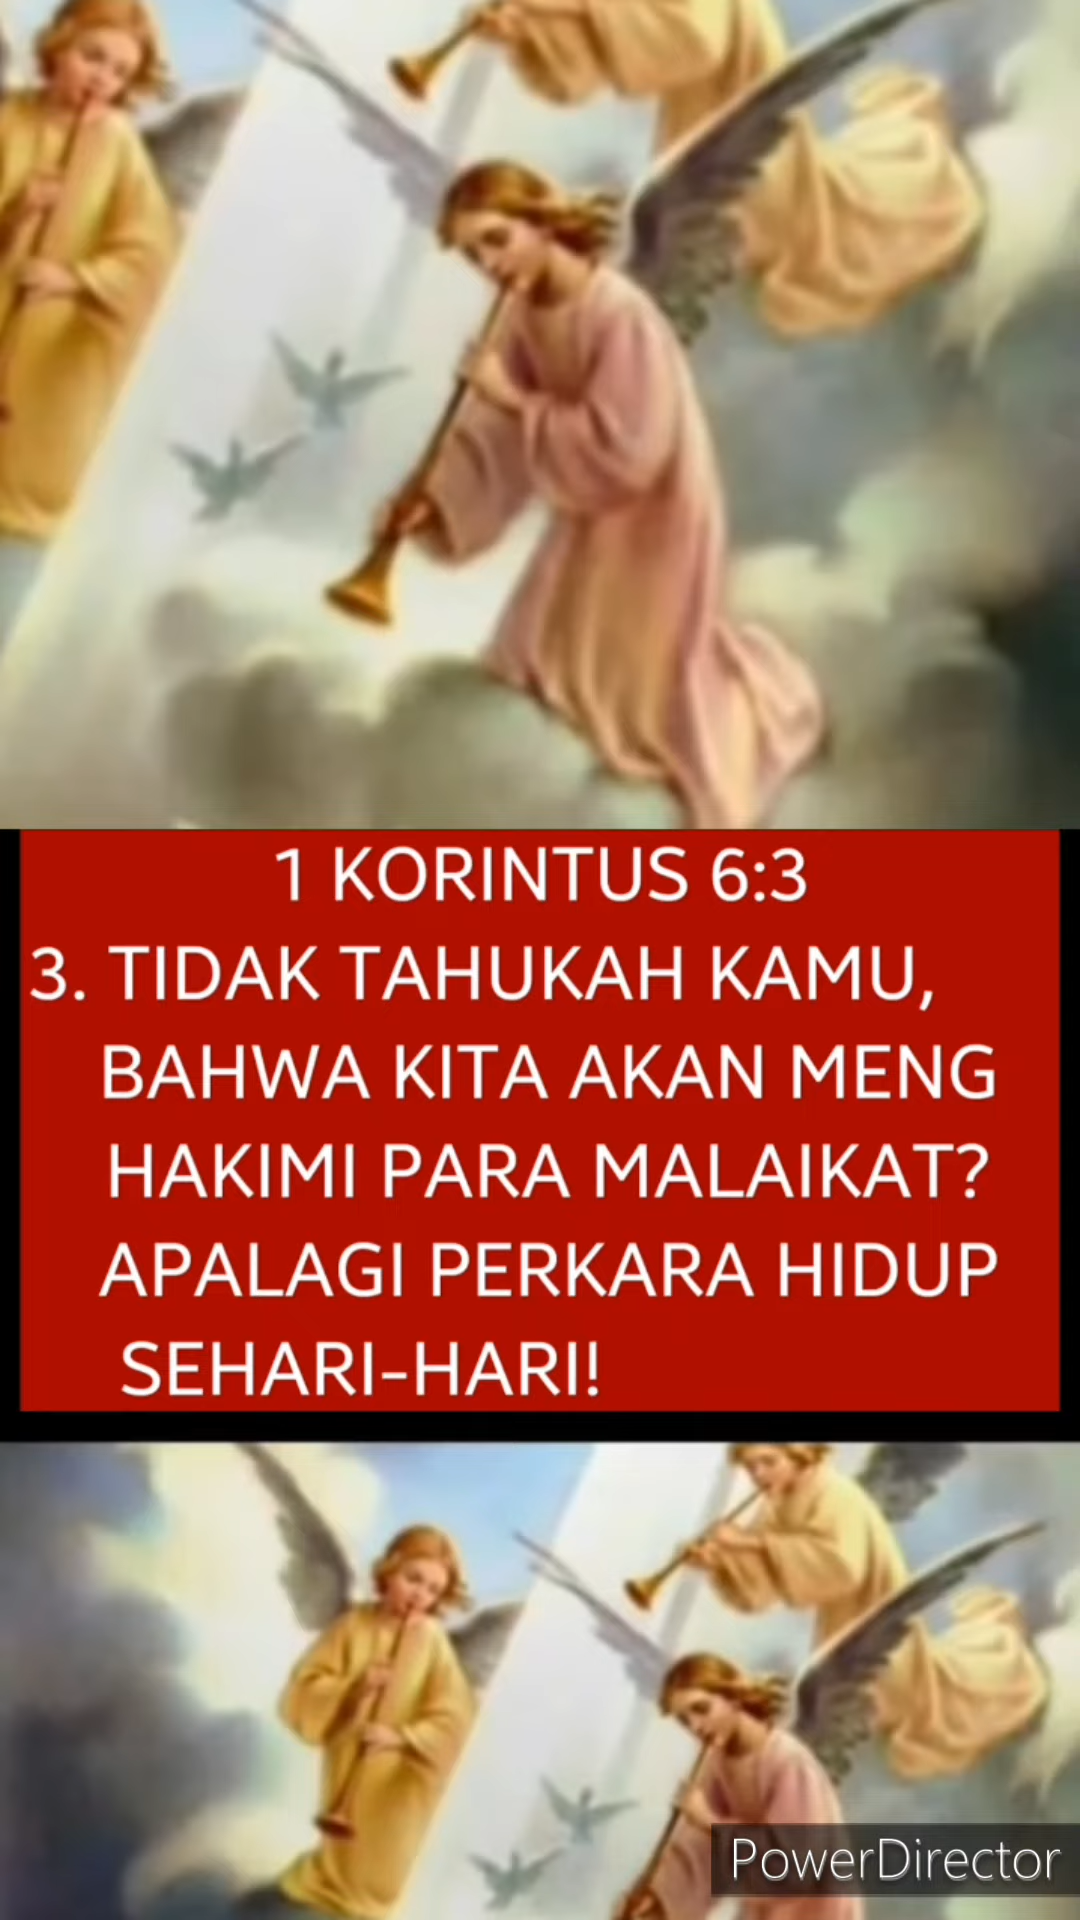 1 KORINTUS 6:3
3. TIDAK TAHUKAH KAMU,
BAHWA KITA AKAN MENG
HAKIMI PARA MALAIKAT?
APALAGI PERKARA HIDUP
SEHARI-HARI!
PowerDirector